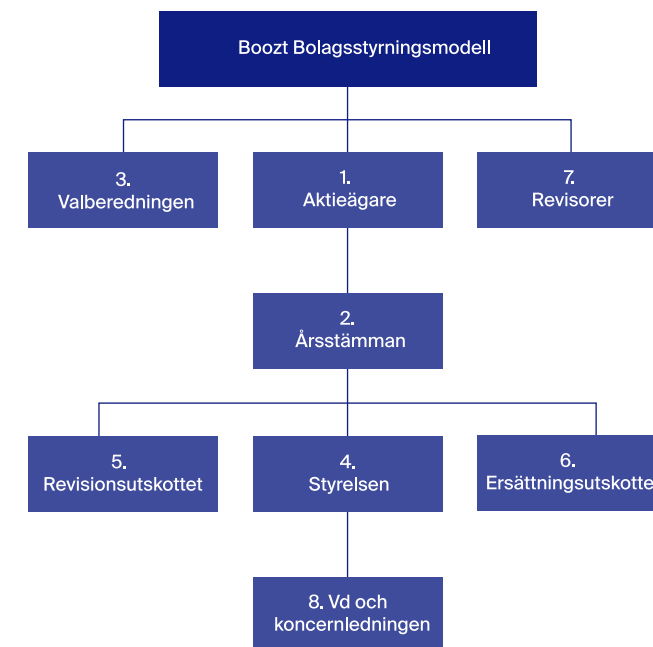 Boozt Bolagsstyrningsmodell
3.
Valberedningen
1.
Aktieägare
7.
Revisorer
2.
Årsstämman
5.
Revisionsutskottet
4.
Styrelsen
6.
Ersättningsutskotte
8. Vd och
koncernledningen